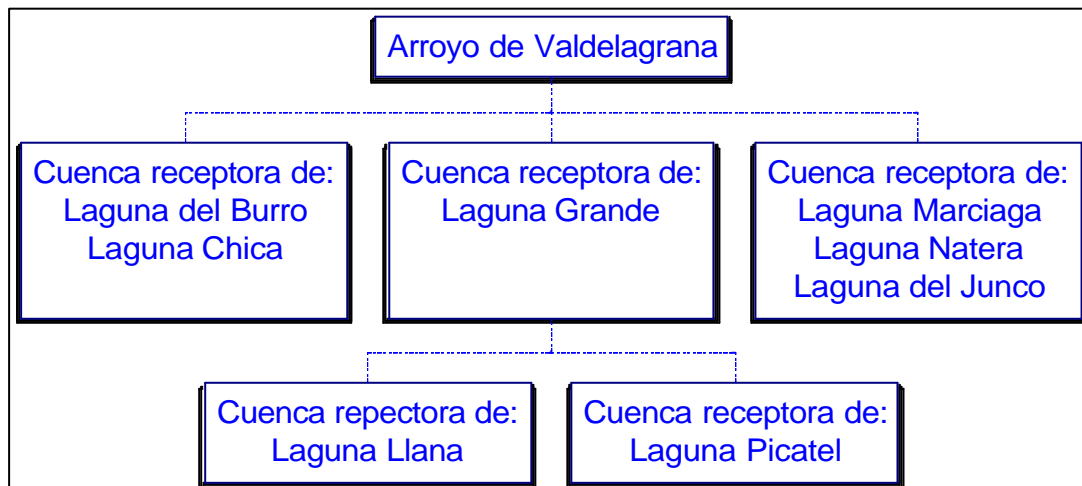 Arroyo de Valdelagrana
Cuenca receptora de:
Laguna del Burro
Laguna Chica
Cuenca receptora de:
Laguna Grande
Cuenca receptora de:
Laguna Marciaga
Laguna Natera
Laguna del Junco
Cuenca repectora de:
Laguna Llana
Cuenca receptora de:
Laguna Picatel